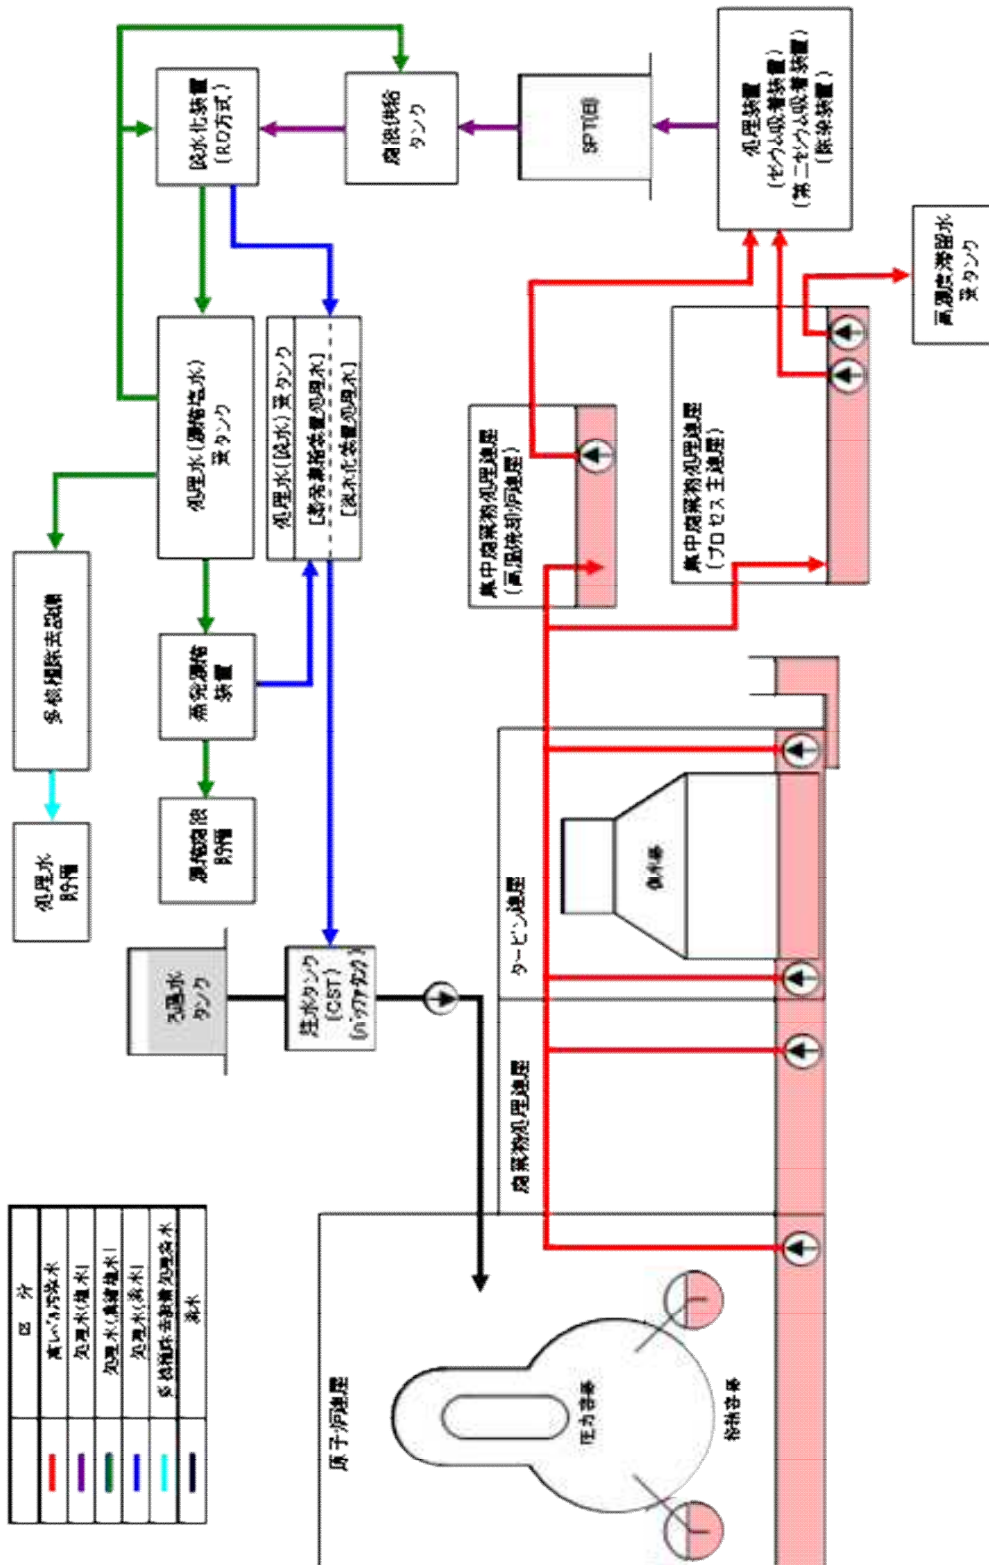 原子炉建屋
圧力容器
格納容器
廃棄物処理建屋
タービン建屋
復水器
ろ過水
タンク
注水タンク
(CST)
(バッファタンク)
処理水
貯槽
多核種除去設備
濃縮廃液
貯槽
蒸発濃縮
装置
処理水(濃縮塩水)
受タンク
処理水(淡水)受タンク
[蒸発濃縮装置処理水]
[淡水化装置処理水]
淡水化装置
(RO方式)
廃液供給
タンク
SPT(B)
処理装置
(セシウム吸着装置)
(第二セシウム吸着装置)
(除染装置)
集中廃棄物処理建屋
(高温焼却炉建屋)
集中廃棄物処理建屋
(プロセス主建屋)
高濃度滞留水
受タンク
区 分
高レベル汚染水
処理水(塩水)
処理水(濃縮塩水)
処理水(淡水)
多核種除去設備処理済水
淡水